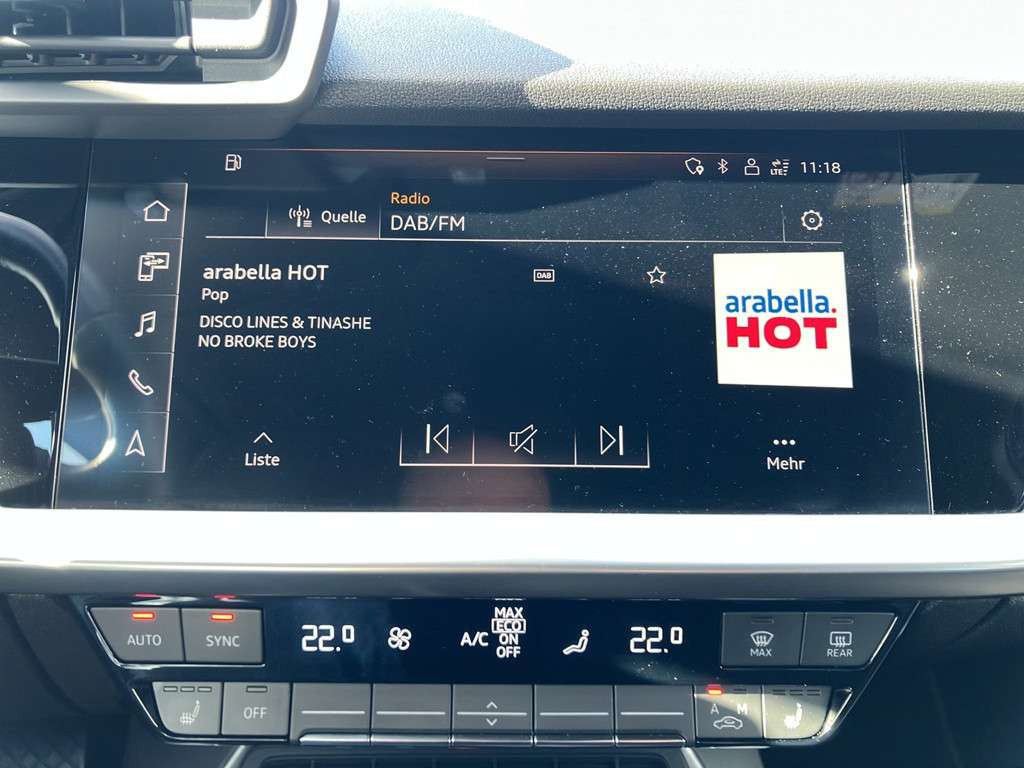 LTE 11:18
Quelle
Radio
DAB/FM
arabella HOT
DAB
Pop
DISCO LINES & TINASHE
NO BROKE BOYS
arabella.
HOT
Liste
Mehr
AUTO
SYNC
22.0
A/C
MAX
ECO
ON
OFF
22.0
MAX
REAR
OFF
A M